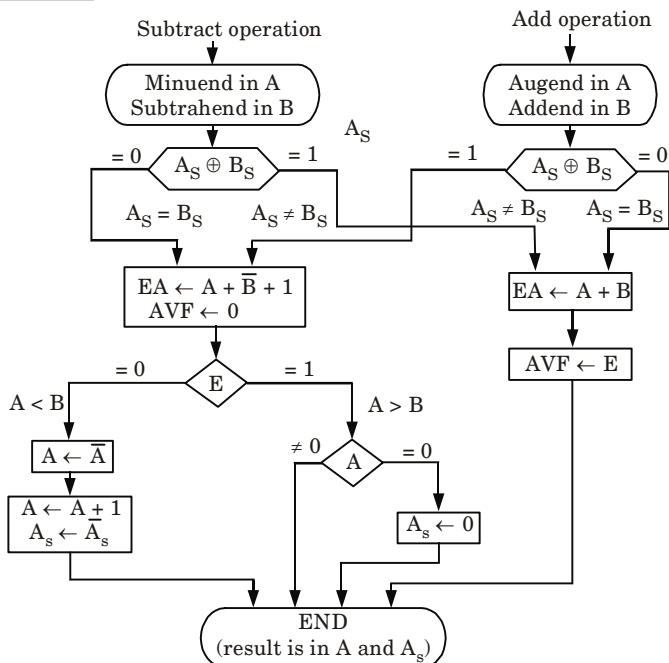 Subtract operation
Add operation
Minuend in A
Subtrahend in B
Augend in A
Addend in B
A_S
= 0
A_S ⊕ B_S
= 1
= 1
A_S ⊕ B_S
= 0
A_S = B_S
A_S ≠ B_S
A_S ≠ B_S
A_S = B_S
EA ← A + B̅ + 1
AVF ← 0
EA ← A + B
= 0
E
= 1
AVF ← E
A < B
A > B
≠ 0
A
= 0
A ← A̅
A ← A + 1
A_s ← A̅_s
A_s ← 0
END
(result is in A and A_s)